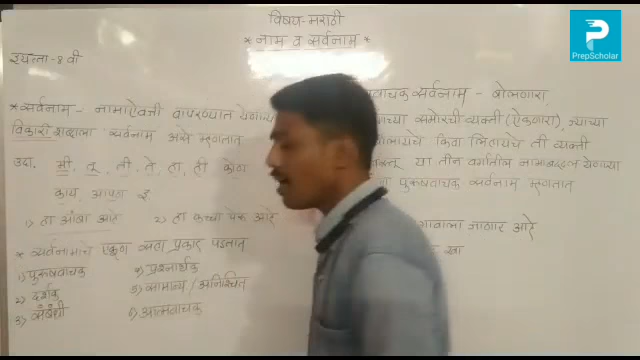 विषय-मराठी
* नाम व सर्वनाम *
PrepScholar
इयत्ता-8 वी
वाचक सर्वनाम - बोलणारा,
*सर्वनाम - नामाऐवजी वापरण्यात येणाऱ्या
च्या समोरची व्यक्ती (ऐकणारा), ज्याच्या
विकारी शब्दाला सर्वनाम असे म्हणतात
किंवा लिहायचे ती व्यक्ती
उदा. मी, तू, ती, ते, हा, ही कोण
या तीन वर्गातील नामाबद्दल येणाऱ्या
काय, आपण इ
पुरुषवाचक सर्वनाम म्हणतात
1) हा आंबा आहे 2) हा कच्चा पेरू आहे
गावाला जाणार आहे
* सर्वनामाचे एकूण सहा प्रकार पडतात
1) पुरुषवाचक 4) प्रश्नार्थक
2) दर्शक 5) सामान्य / अनिश्चित
3) संबंधी 6) आत्मवाचक